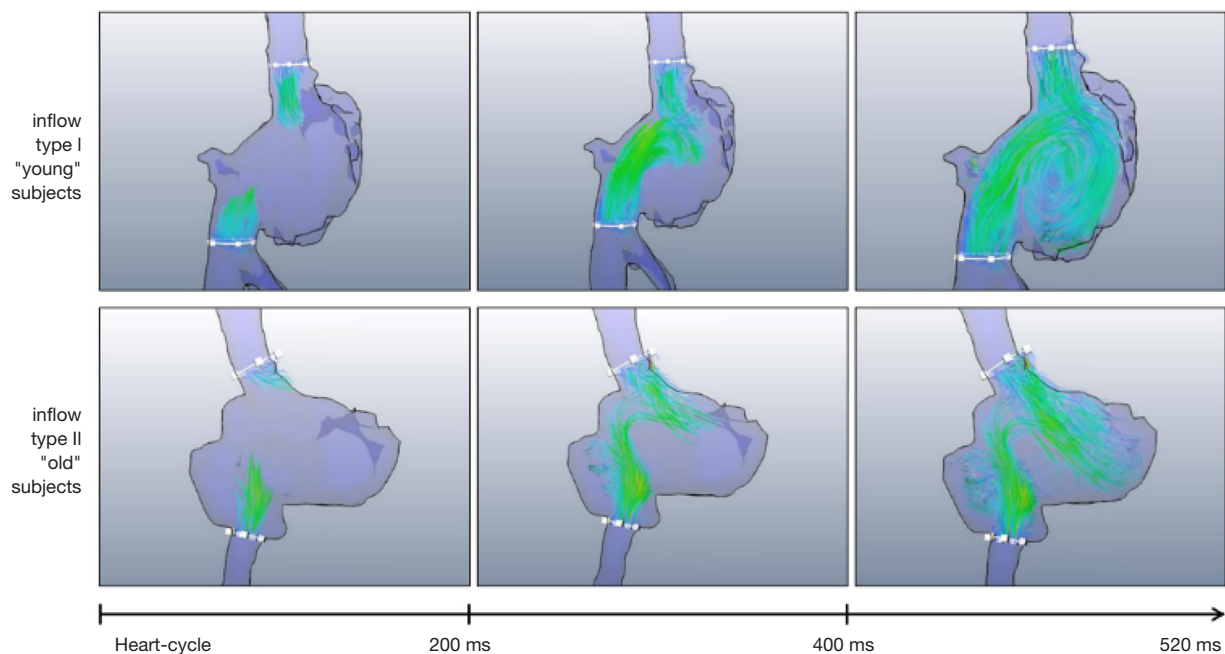 inflow
type I
"young"
subjects
inflow
type II
"old"
subjects
Heart-cycle 200 ms 400 ms 520 ms